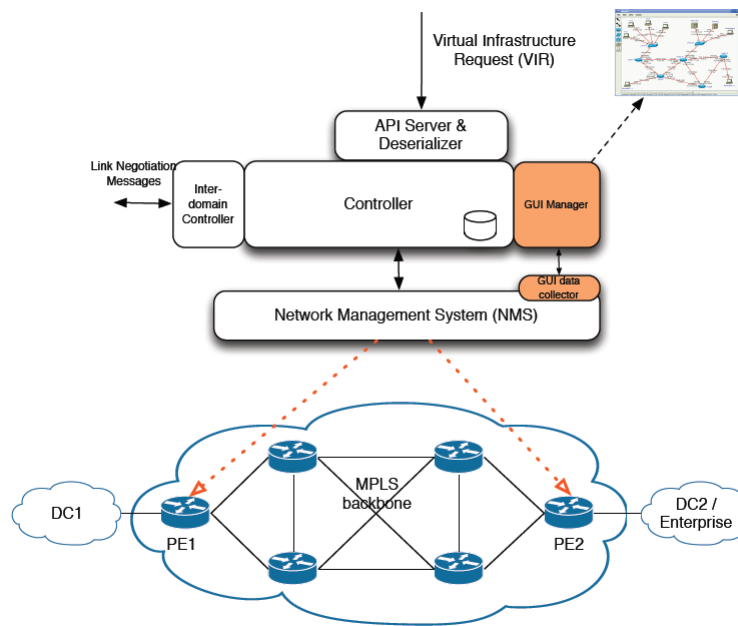 Virtual Infrastructure
Request (VIR)
API Server &
Deserializer
Link Negotiation
Messages
Inter-
domain
Controller
Controller
GUI Manager
GUI data
collector
Network Management System (NMS)
MPLS
backbone
DC1
PE1
PE2
DC2 /
Enterprise